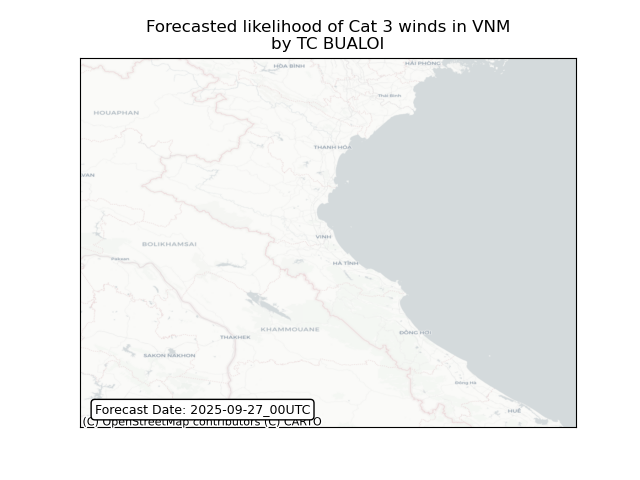 Forecasted likelihood of Cat 3 winds in VNM
by TC BUALOI
HÒA BÌNH
HẢI PHÒNG
Thái Bình
HOUAPHAN
THANH HÓA
VINH
BOLIKHAMSAI
HÀ TĨNH
KHAMMOUANE
THAKHEK
ĐỒNG HỚI
SAKON NAKHON
Đông Hà
HUẾ
Forecast Date: 2025-09-27_00UTC
(C) OpenStreetMap contributors (C) CARTO